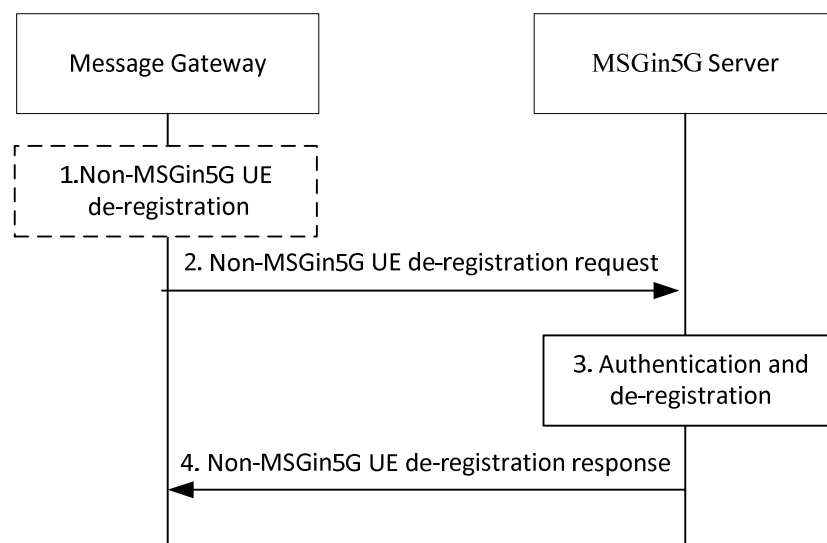 Message Gateway
MSGin5G Server
1.Non-MSGin5G UE
de-registration
2. Non-MSGin5G UE de-registration request
3. Authentication and
de-registration
4. Non-MSGin5G UE de-registration response